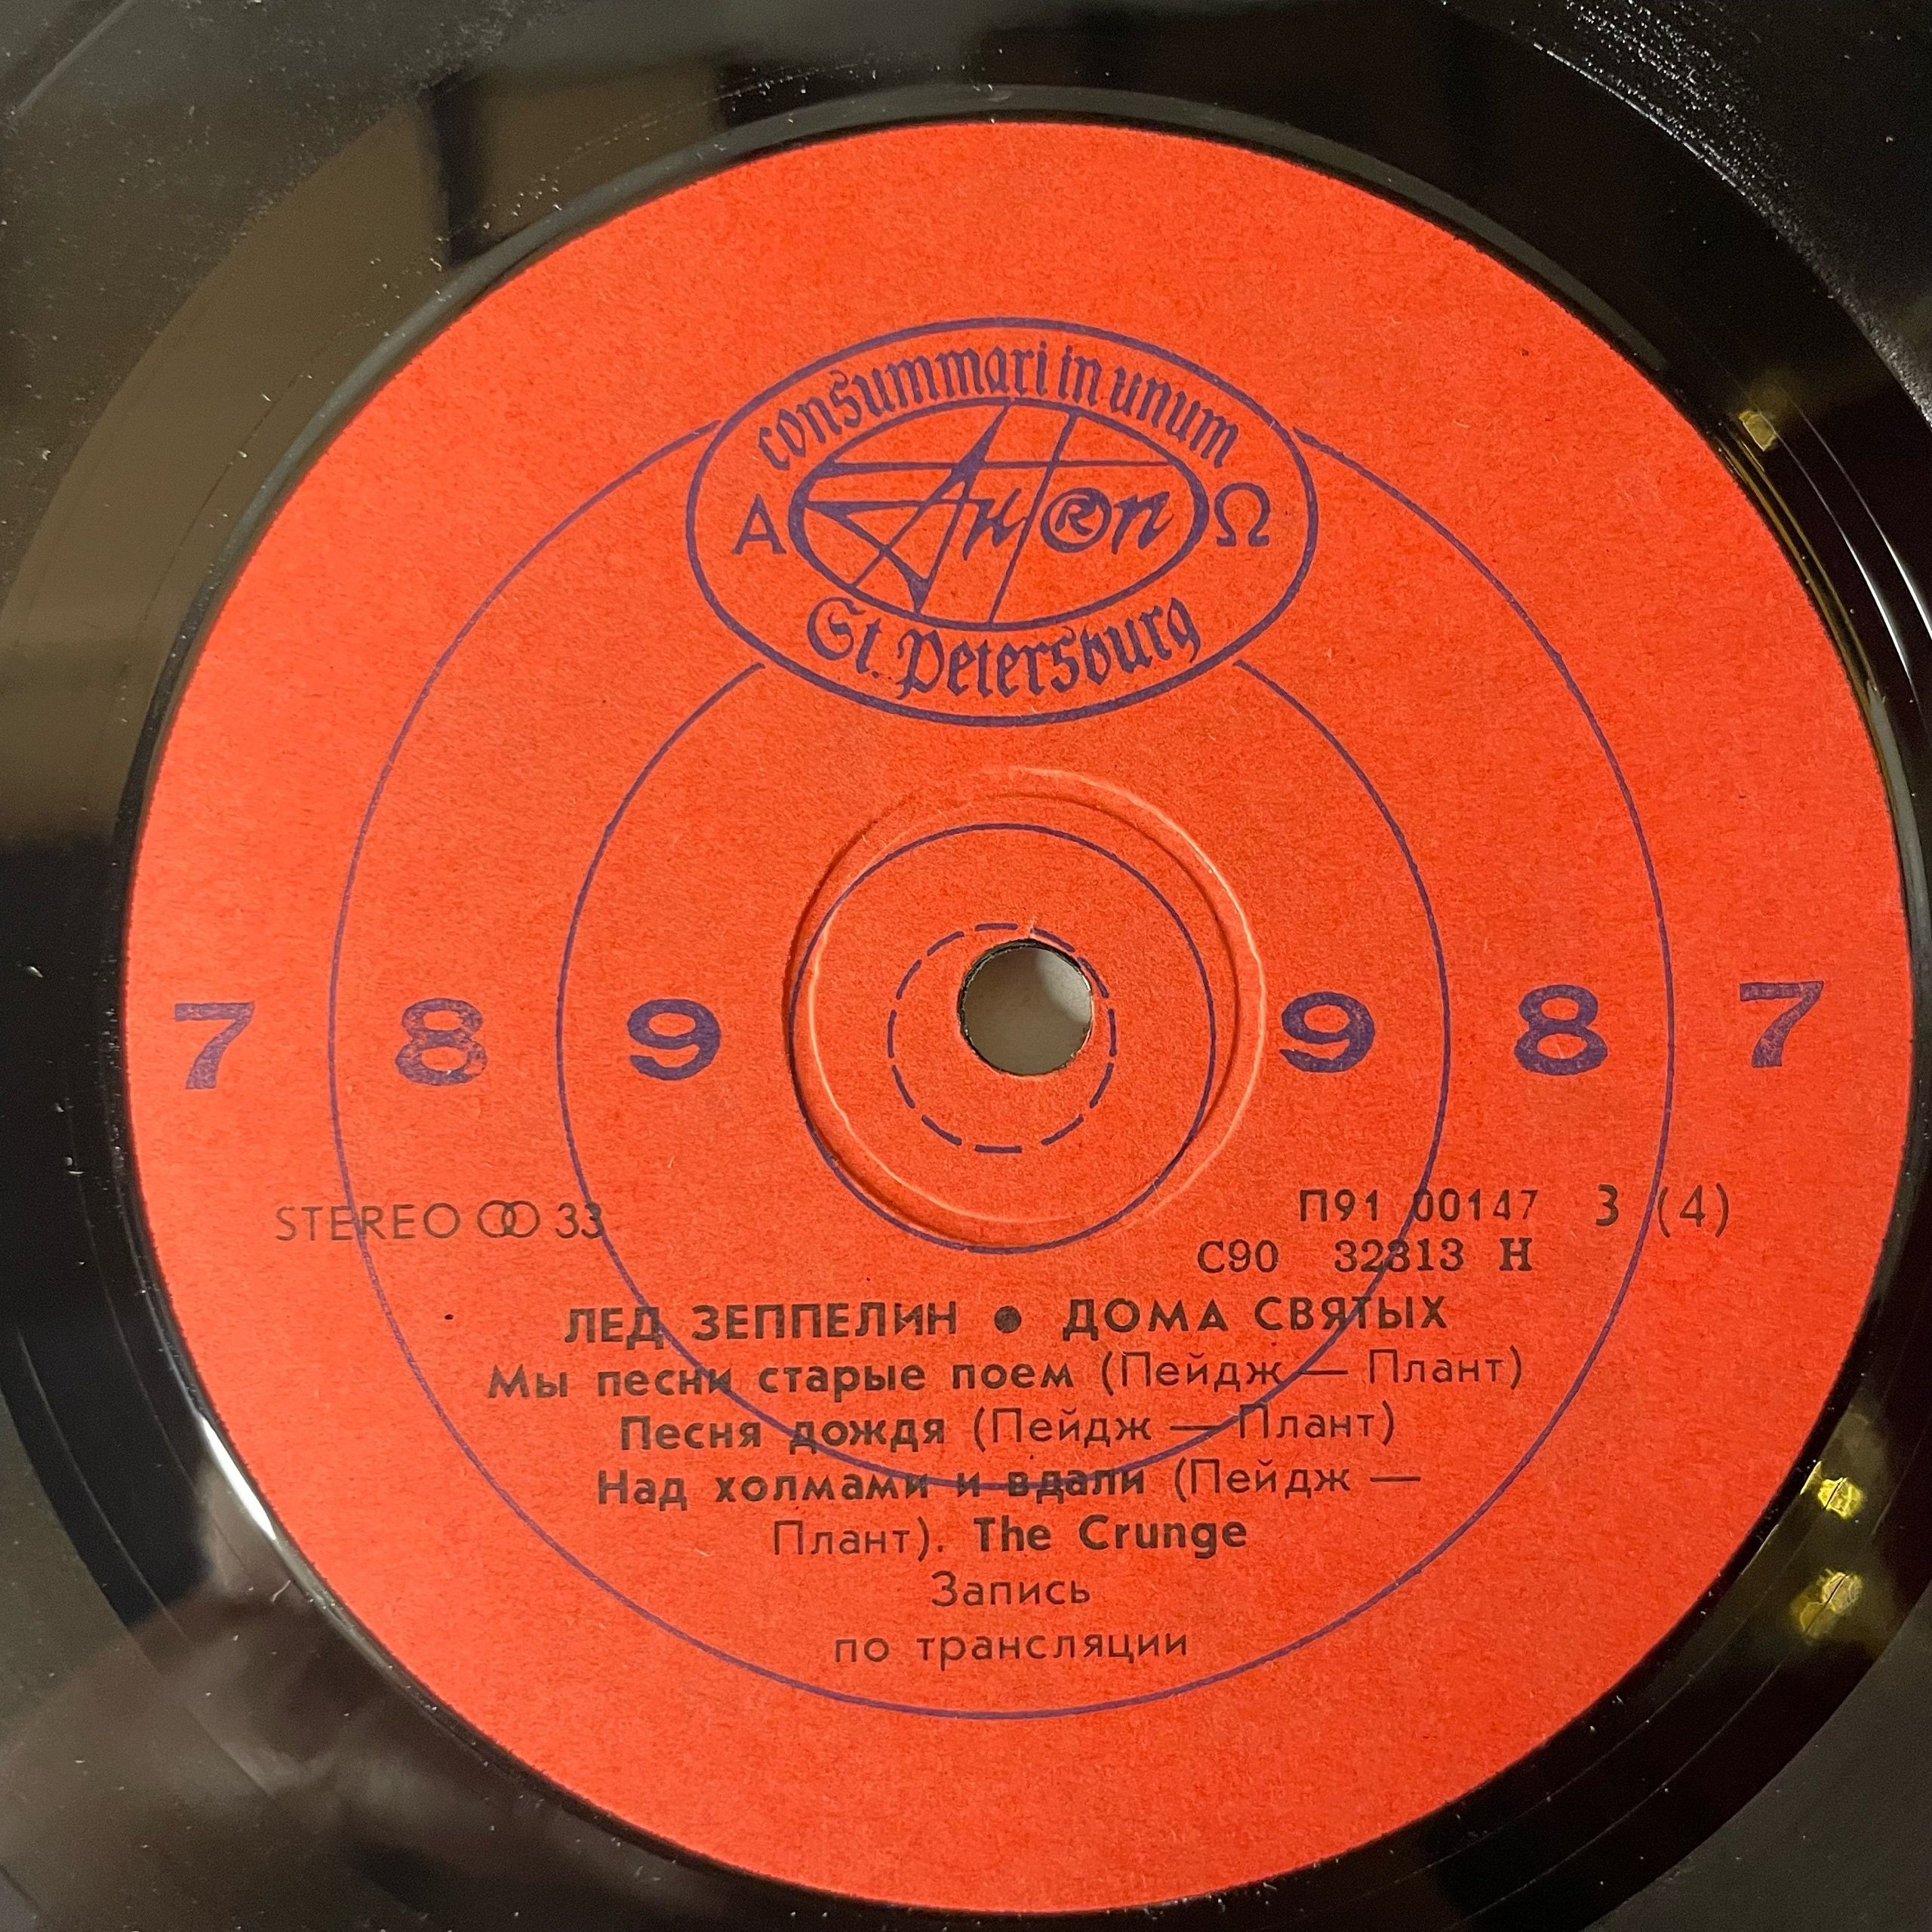 consummari in unum
Α АнтRоп Ω
St. Petersburg
7 8 9 9 8 7
STEREO 33
П91 00147 3 (4)
С90 32313 Н
ЛЕД ЗЕППЕЛИН ● ДОМА СВЯТЫХ
Мы песни старые поем (Пейдж — Плант)
Песня дождя (Пейдж — Плант)
Над холмами и вдали (Пейдж —
Плант). The Crunge
Запись
по трансляции